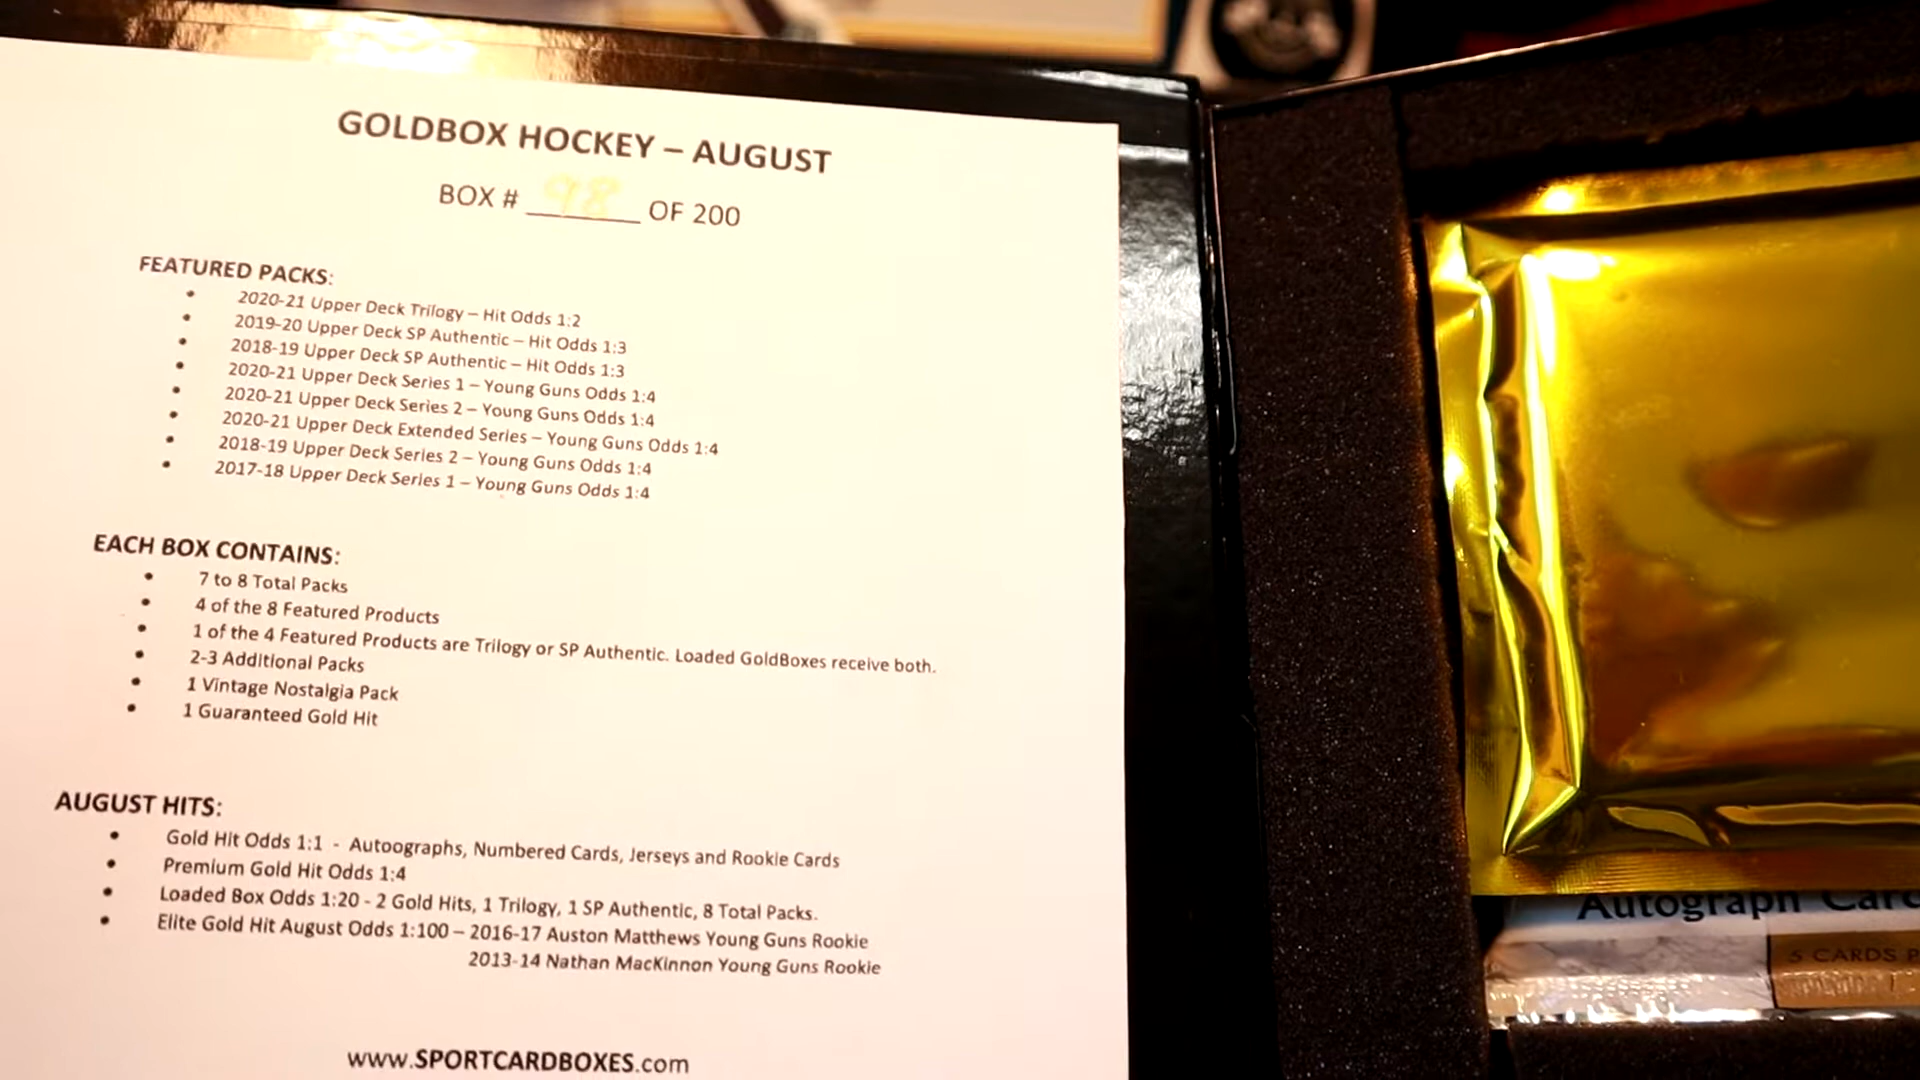 GOLDBOX HOCKEY – AUGUST
BOX # 98 OF 200
FEATURED PACKS:
• 2020-21 Upper Deck Trilogy – Hit Odds 1:2
• 2019-20 Upper Deck SP Authentic – Hit Odds 1:3
• 2018-19 Upper Deck SP Authentic – Hit Odds 1:3
• 2020-21 Upper Deck Series 1 – Young Guns Odds 1:4
• 2020-21 Upper Deck Series 2 – Young Guns Odds 1:4
• 2020-21 Upper Deck Extended Series – Young Guns Odds 1:4
• 2018-19 Upper Deck Series 2 – Young Guns Odds 1:4
• 2017-18 Upper Deck Series 1 – Young Guns Odds 1:4
EACH BOX CONTAINS:
• 7 to 8 Total Packs
• 4 of the 8 Featured Products
• 1 of the 4 Featured Products are Trilogy or SP Authentic. Loaded GoldBoxes receive both.
• 2-3 Additional Packs
• 1 Vintage Nostalgia Pack
• 1 Guaranteed Gold Hit
AUGUST HITS:
• Gold Hit Odds 1:1 - Autoographs, Numbered Cards, Jerseys and Rookie Cards
• Premium Gold Hit Odds 1:4
• Loaded Box Odds 1:20 - 2 Gold Hits, 1 Trilogy, 1 SP Authentic, 8 Total Packs.
• Elite Gold Hit August Odds 1:100 – 2016-17 Auston Matthews Young Guns Rookie
2013-14 Nathan MacKinnon Young Guns Rookie
www.SPORTCARDBOXES.com
Autograph Car
5 CARDS P